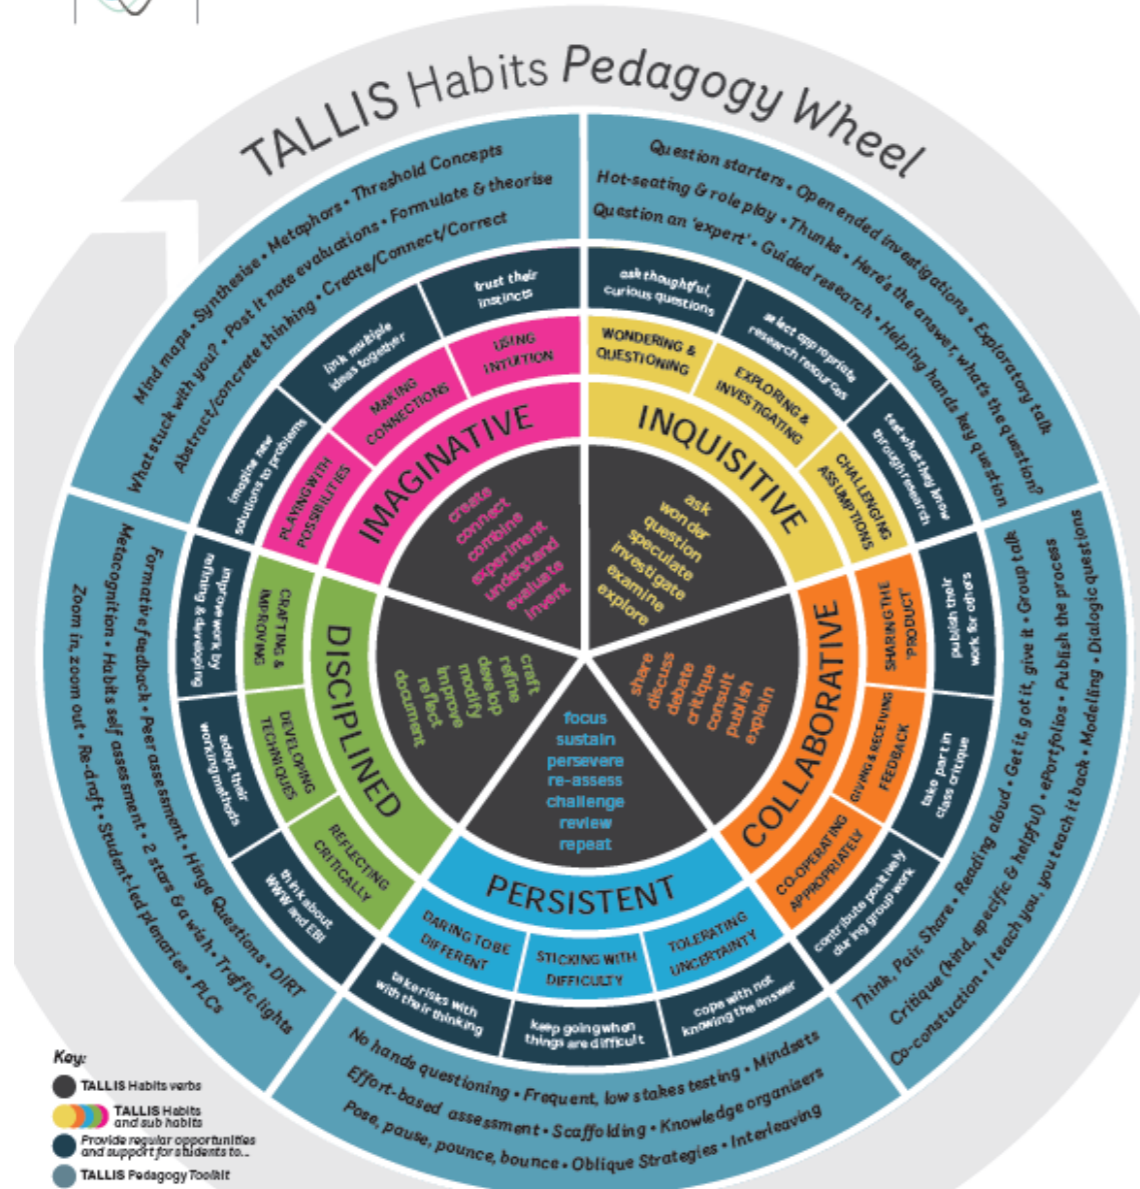 TALLIS Habits Pedagogy Wheel
Mind maps • Synthesise • Metaphors • Threshold Concepts
What stuck with you? • Post It note evaluations • Formulate & theorise
Abstract/concrete thinking • Create/Connect/Correct
Question starters • Open ended investigations • Exploratory talk
Hot-seating & role play • Thunks • Here's the answer, what's the question?
Question an 'expert' • Guided research • Helping hands key question
imagine new
solutions to problems
link multiple
ideas together
trust their
instincts
ask thoughtful,
curious questions
select appropriate
research resources
test what they know
through research
PLAYING WITH
POSSIBILITIES
MAKING
CONNECTIONS
USING
INTUITION
WONDERING &
QUESTIONING
EXPLORING &
INVESTIGATING
CHALLENGING
ASSUMPTIONS
IMAGINATIVE
INQUISITIVE
create
connect
combine
experiment
understand
evaluate
invent
ask
wonder
question
speculate
investigate
examine
explore
Formative feedback • Peer assessment • Hinge Questions • DIRT
Metacognition • Habits self assessment • 2 stars & a wish • Traffic lights
Zoom in, zoom out • Re-draft • Student-led plenaries • PLCs
improve work by
refining & developing
adapt their
working methods
think about
WWW and EBI
CRAFTING &
IMPROVING
DEVELOPING
TECHNIQUES
REFLECTING
CRITICALLY
DISCIPLINED
craft
refine
develop
modify
improve
reflect
document
share
discuss
debate
critique
consult
publish
explain
COLLABORATIVE
SHARING THE
'PRODUCT'
GIVING & RECEIVING
FEEDBACK
CO-OPERATING
APPROPRIATELY
publish their
work for others
take part in
class critique
contribute positively
during group work
Think, Pair, Share • Reading aloud • Get it, got it, give it • Group talk
Critique (kind, specific & helpful) • ePortfolios • Publish the process
Co-constuction • I teach you, you teach it back • Modelling • Dialogic questions
focus
sustain
persevere
re-assess
challenge
review
repeat
PERSISTENT
DARING TO BE
DIFFERENT
STICKING WITH
DIFFICULTY
TOLERATING
UNCERTAINTY
take risks with
with their thinking
keep going when
things are difficult
cope with not
knowing the answer
No hands questioning • Frequent, low stakes testing • Mindsets
Effort-based assessment • Scaffolding • Knowledge organisers
Pose, pause, pounce, bounce • Oblique Strategies • Interleaving
Key:
TALLIS Habits verbs
TALLIS Habits
and sub habits
Provide regular opportunities
and support for students to...
TALLIS Pedagogy Toolkit